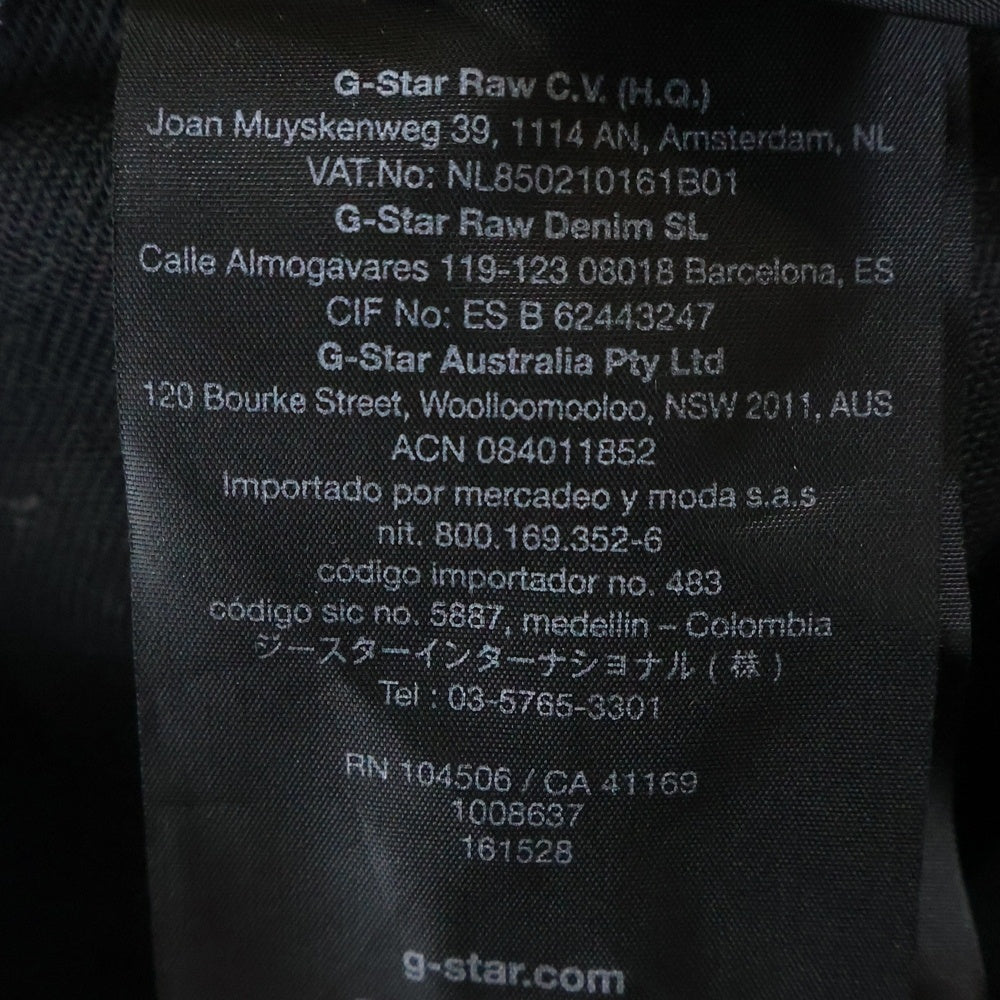 G-Star Raw C.V. (H.Q.)
Joan Muyskenweg 39, 1114 AN, Amsterdam, NL
VAT.No: NL850210161B01
G-Star Raw Denim SL
Calle Almogavares 119-123 08018 Barcelona, ES
CIF No: ES B 62443247
G-Star Australia Pty Ltd
120 Bourke Street, Woolloomooloo, NSW 2011, AUS
ACN 084011852
Importado por mercadeo y moda s.a.s
nit. 800.169.352-6
código importador no. 483
código sic no. 5887, medellin – Colombia
ジースターインターナショナル ( 株 )
Tel : 03-5765-3301
RN 104506 / CA 41169
1008637
161528
g-star.com